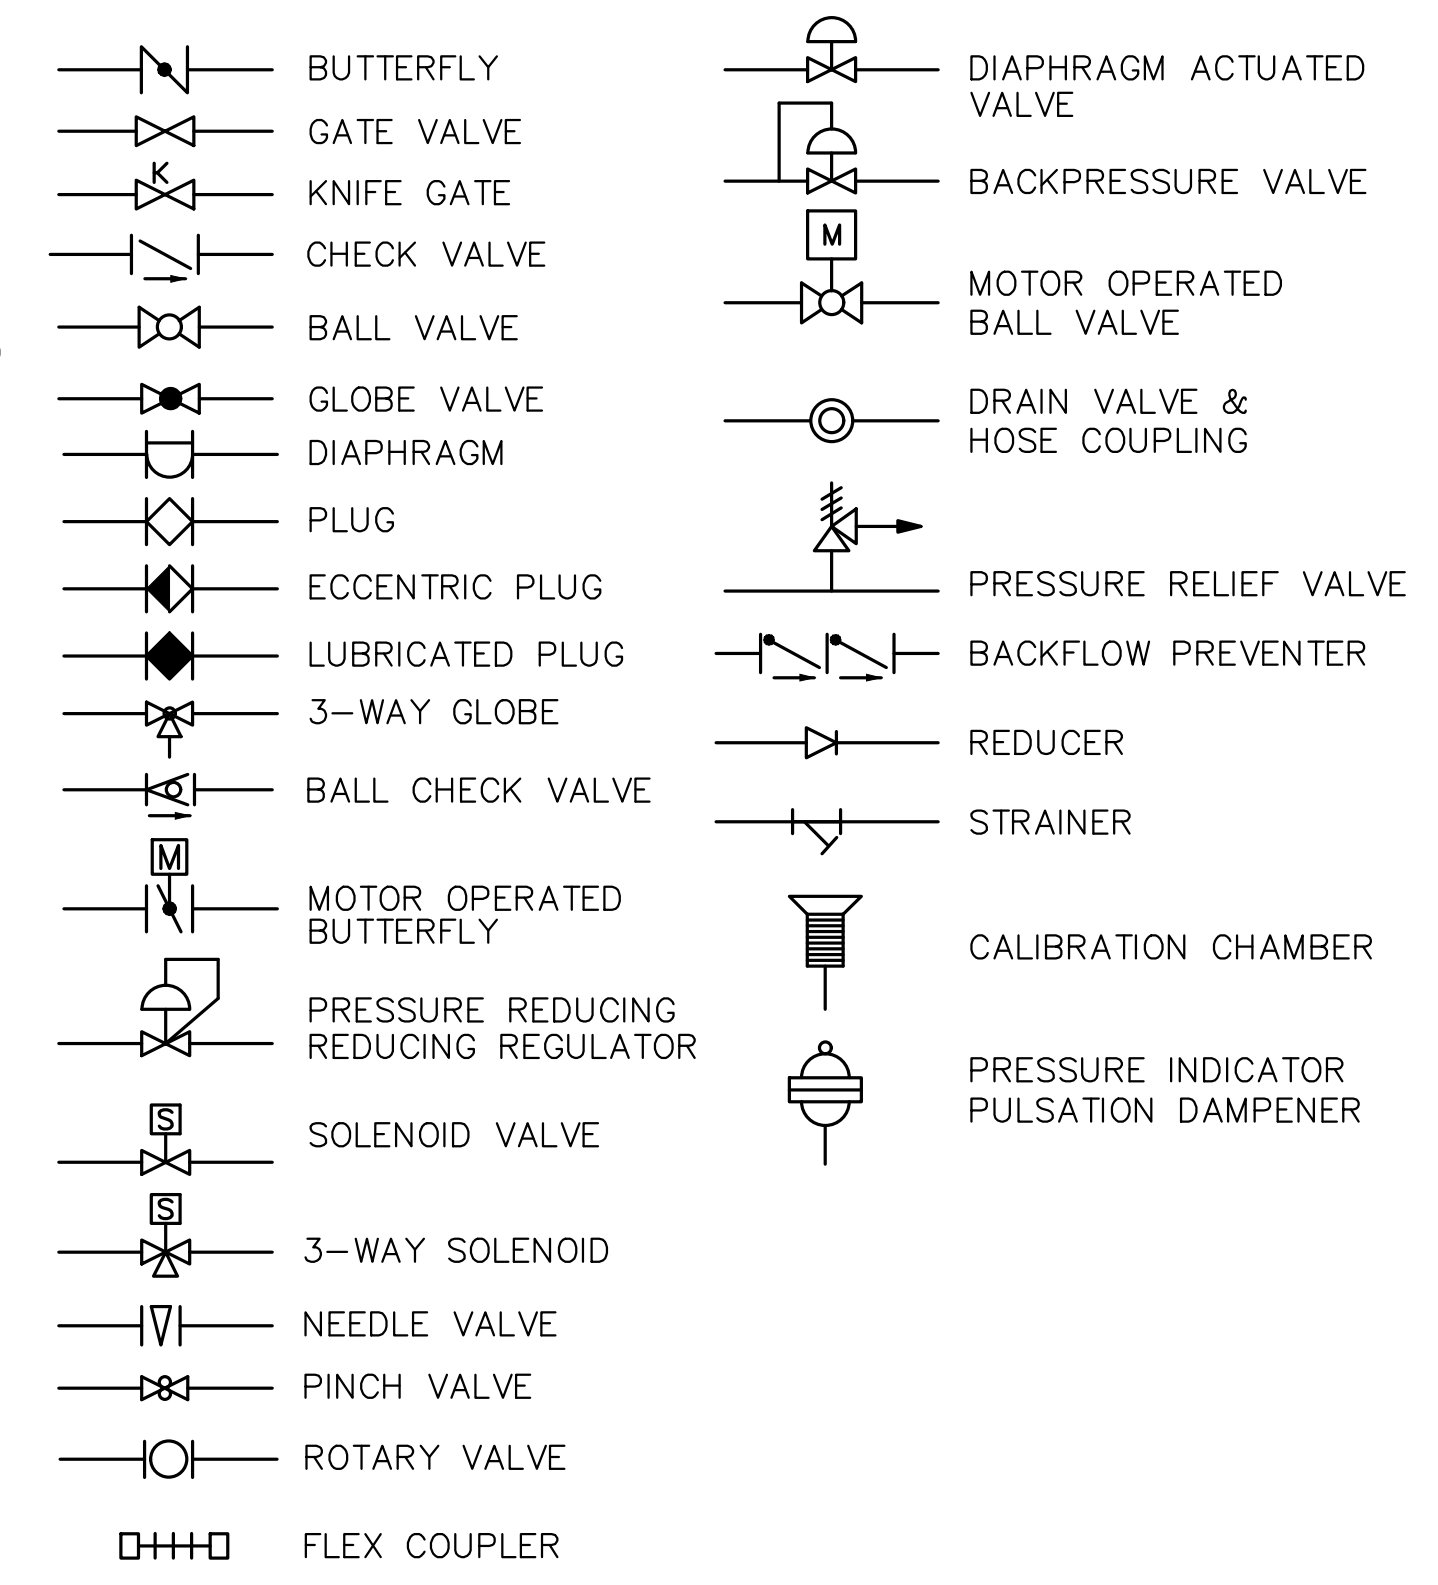 BUTTERFLY
GATE VALVE
K
KNIFE GATE
CHECK VALVE
BALL VALVE
GLOBE VALVE
DIAPHRAGM
PLUG
ECCENTRIC PLUG
LUBRICATED PLUG
3-WAY GLOBE
BALL CHECK VALVE
M
MOTOR OPERATED
BUTTERFLY
PRESSURE REDUCING
REDUCING REGULATOR
S
SOLENOID VALVE
S
3-WAY SOLENOID
NEEDLE VALVE
PINCH VALVE
ROTARY VALVE
FLEX COUPLER
DIAPHRAGM ACTUATED
VALVE
BACKPRESSURE VALVE
M
MOTOR OPERATED
BALL VALVE
DRAIN VALVE &
HOSE COUPLING
PRESSURE RELIEF VALVE
BACKFLOW PREVENTER
REDUCER
STRAINER
CALIBRATION CHAMBER
PRESSURE INDICATOR
PULSATION DAMPENER